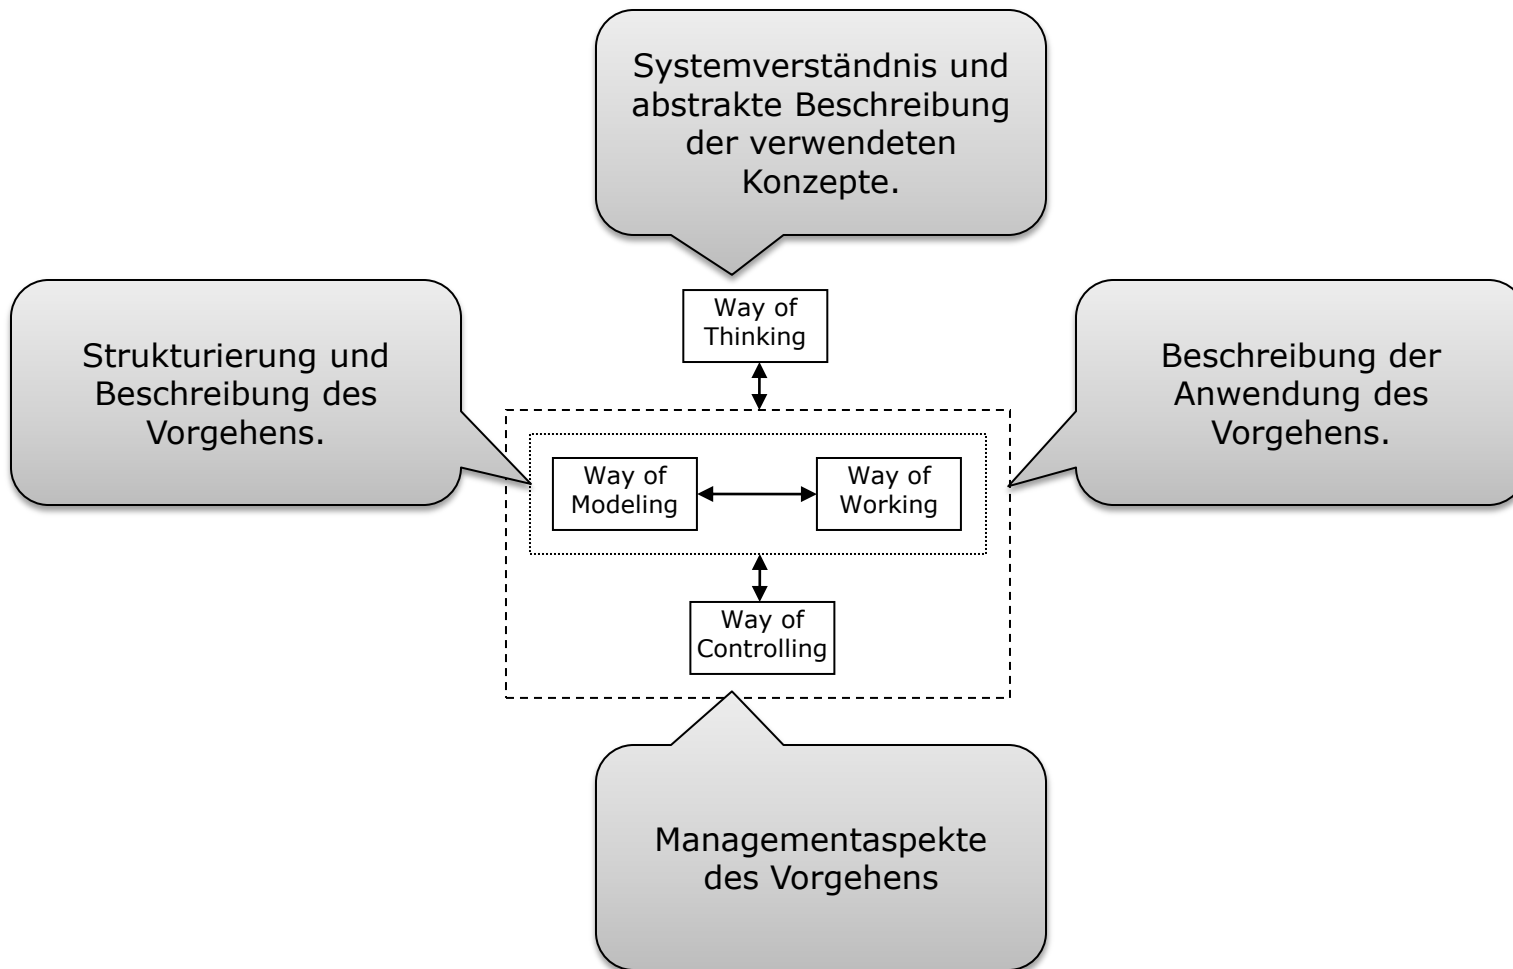 Systemverständnis und
abstrakte Beschreibung
der verwendeten
Konzepte.
Way of
Thinking
Strukturierung und
Beschreibung des
Vorgehens.
Beschreibung der
Anwendung des
Vorgehens.
Way of
Modeling
Way of
Working
Way of
Controlling
Managementaspekte
des Vorgehens